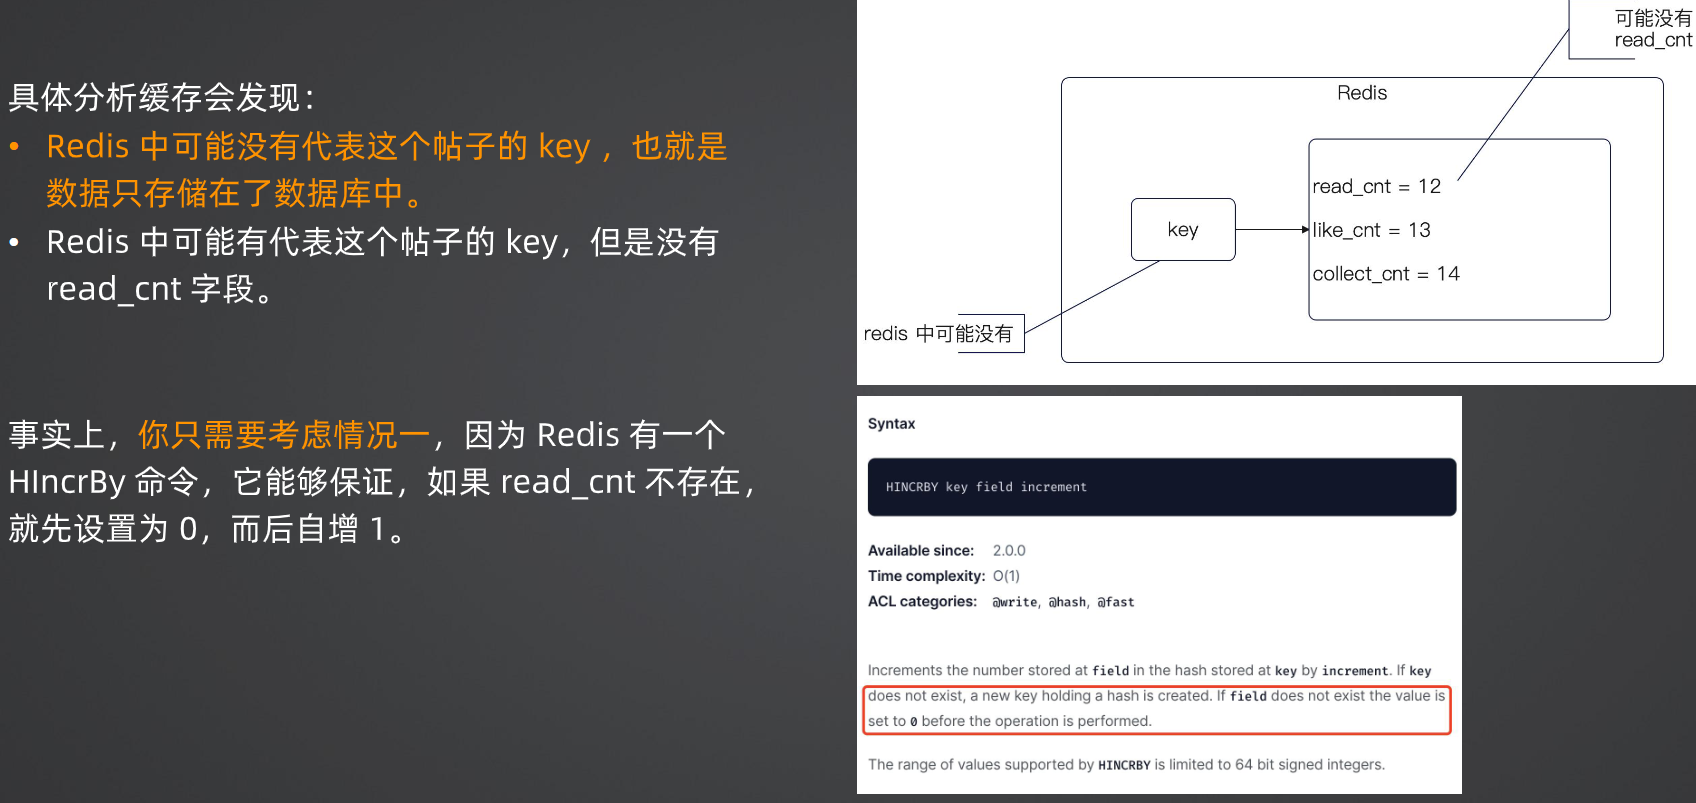 具体分析缓存会发现：
• Redis 中可能没有代表这个帖子的 key ，也就是
数据只存储在了数据库中。
• Redis 中可能有代表这个帖子的 key，但是没有
read_cnt 字段。
事实上，你只需要考虑情况一，因为 Redis 有一个
HIncrBy 命令，它能够保证，如果 read_cnt 不存在，
就先设置为 0，而后自增 1。
可能没有
read_cnt
Redis
read_cnt = 12
key
like_cnt = 13
collect_cnt = 14
redis 中可能没有
Syntax
HINCRBY key field increment
Available since: 2.0.0
Time complexity: O(1)
ACL categories: @write, @hash, @fast
Increments the number stored at field in the hash stored at key by increment. If key
does not exist, a new key holding a hash is created. If field does not exist the value is
set to 0 before the operation is performed.
The range of values supported by HINCRBY is limited to 64 bit signed integers.